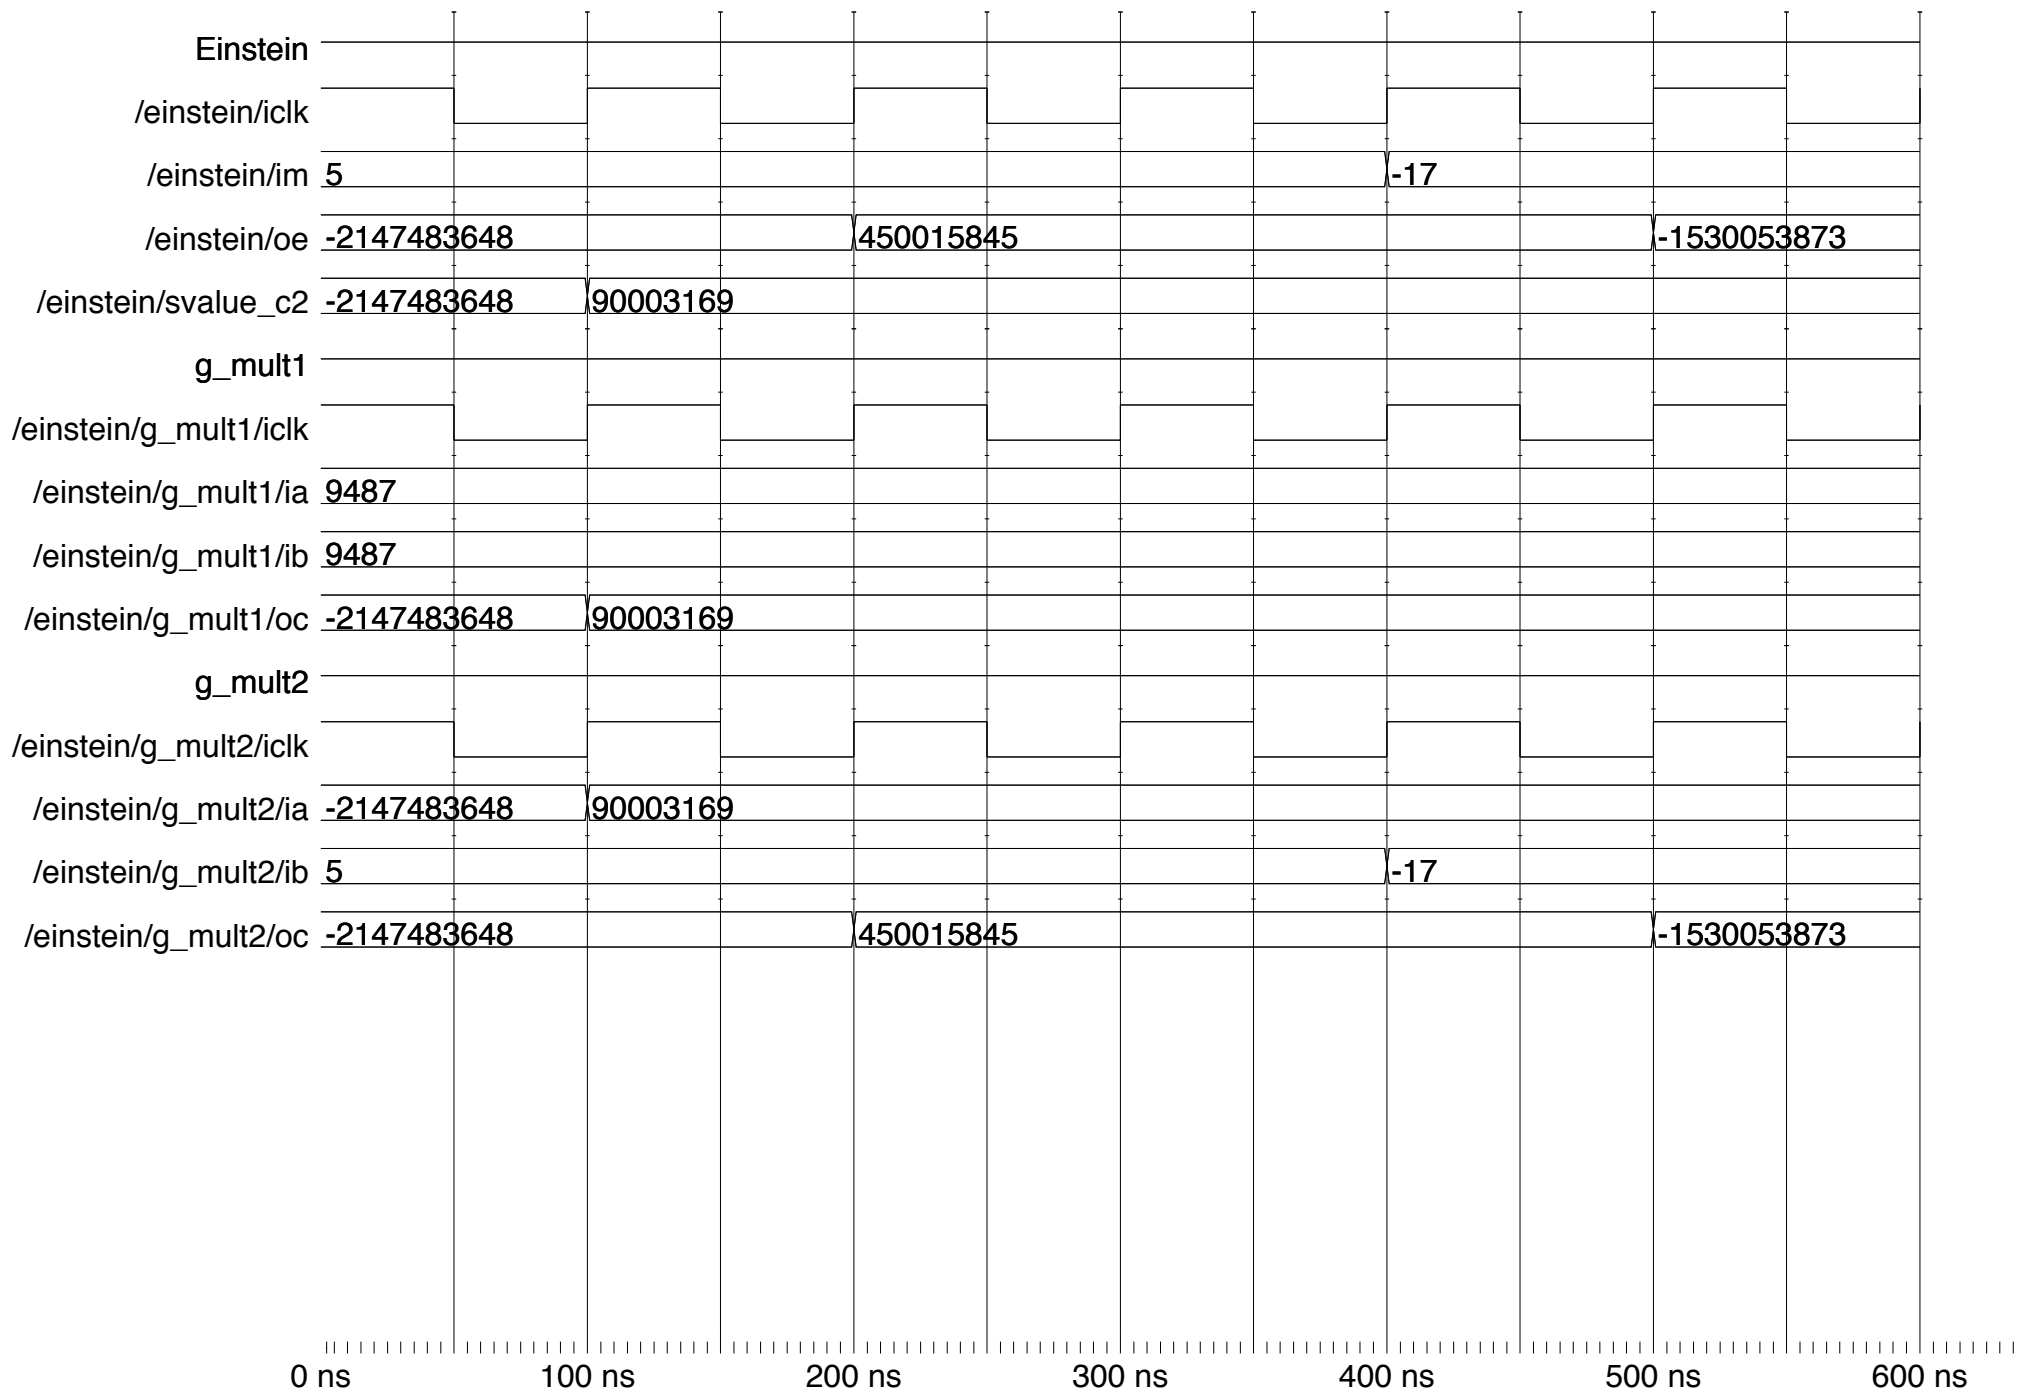 Einstein
/einstein/iclk
/einstein/im 5 -17
/einstein/oe -2147483648 450015845 -1530053873
/einstein/svalue_c2 -2147483648 90003169
g_mult1
/einstein/g_mult1/iclk
/einstein/g_mult1/ia 9487
/einstein/g_mult1/ib 9487
/einstein/g_mult1/oc -2147483648 90003169
g_mult2
/einstein/g_mult2/iclk
/einstein/g_mult2/ia -2147483648 90003169
/einstein/g_mult2/ib 5 -17
/einstein/g_mult2/oc -2147483648 450015845 -1530053873
0 ns 100 ns 200 ns 300 ns 400 ns 500 ns 600 ns